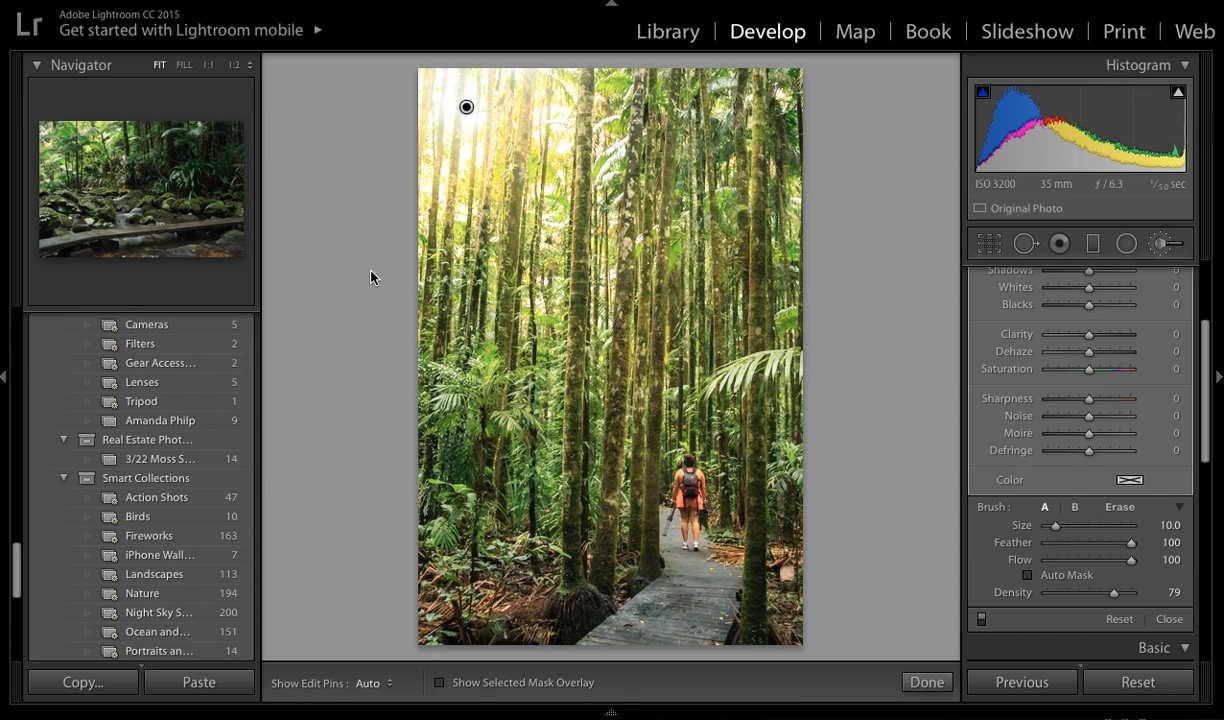 Lr
Adobe Lightroom CC 2015
Get started with Lightroom mobile
Library | Develop | Map | Book | Slideshow | Print | Web
Navigator FIT FILL 1:1 1:2
Cameras 5
Filters 2
Gear Access... 2
Lenses 5
Tripod 1
Amanda Philp 9
Real Estate Phot...
3/22 Moss S... 14
Smart Collections
Action Shots 47
Birds 10
Fireworks 163
iPhone Wall... 7
Landscapes 113
Nature 194
Night Sky S... 200
Ocean and... 151
Portraits an... 14
Copy... Paste
Show Edit Pins : Auto Show Selected Mask Overlay Done
Histogram
ISO 3200 35 mm ƒ / 6.3 1/50 sec
Original Photo
Shadows 0
Whites 0
Blacks 0
Clarity 0
Dehaze 0
Saturation 0
Sharpness 0
Noise 0
Moiré 0
Defringe 0
Color
Brush : A | B Erase
Size 10.0
Feather 100
Flow 100
Auto Mask
Density 79
Reset Close
Basic
Previous Reset